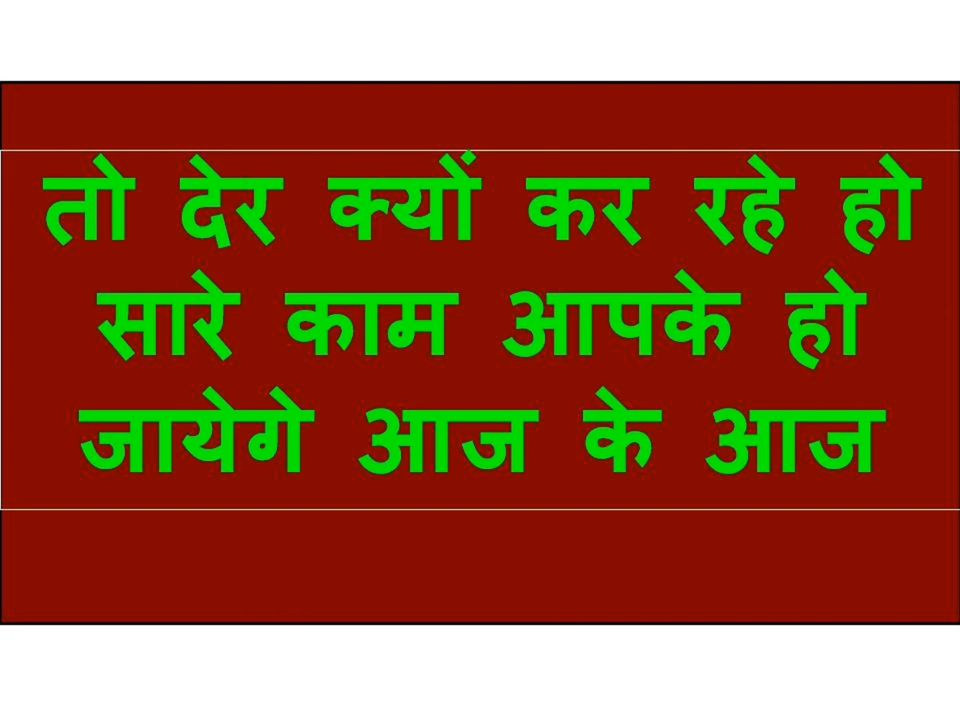 तो देर क्यों कर रहे हो
सारे काम आपके हो
जायेगे आज के आज